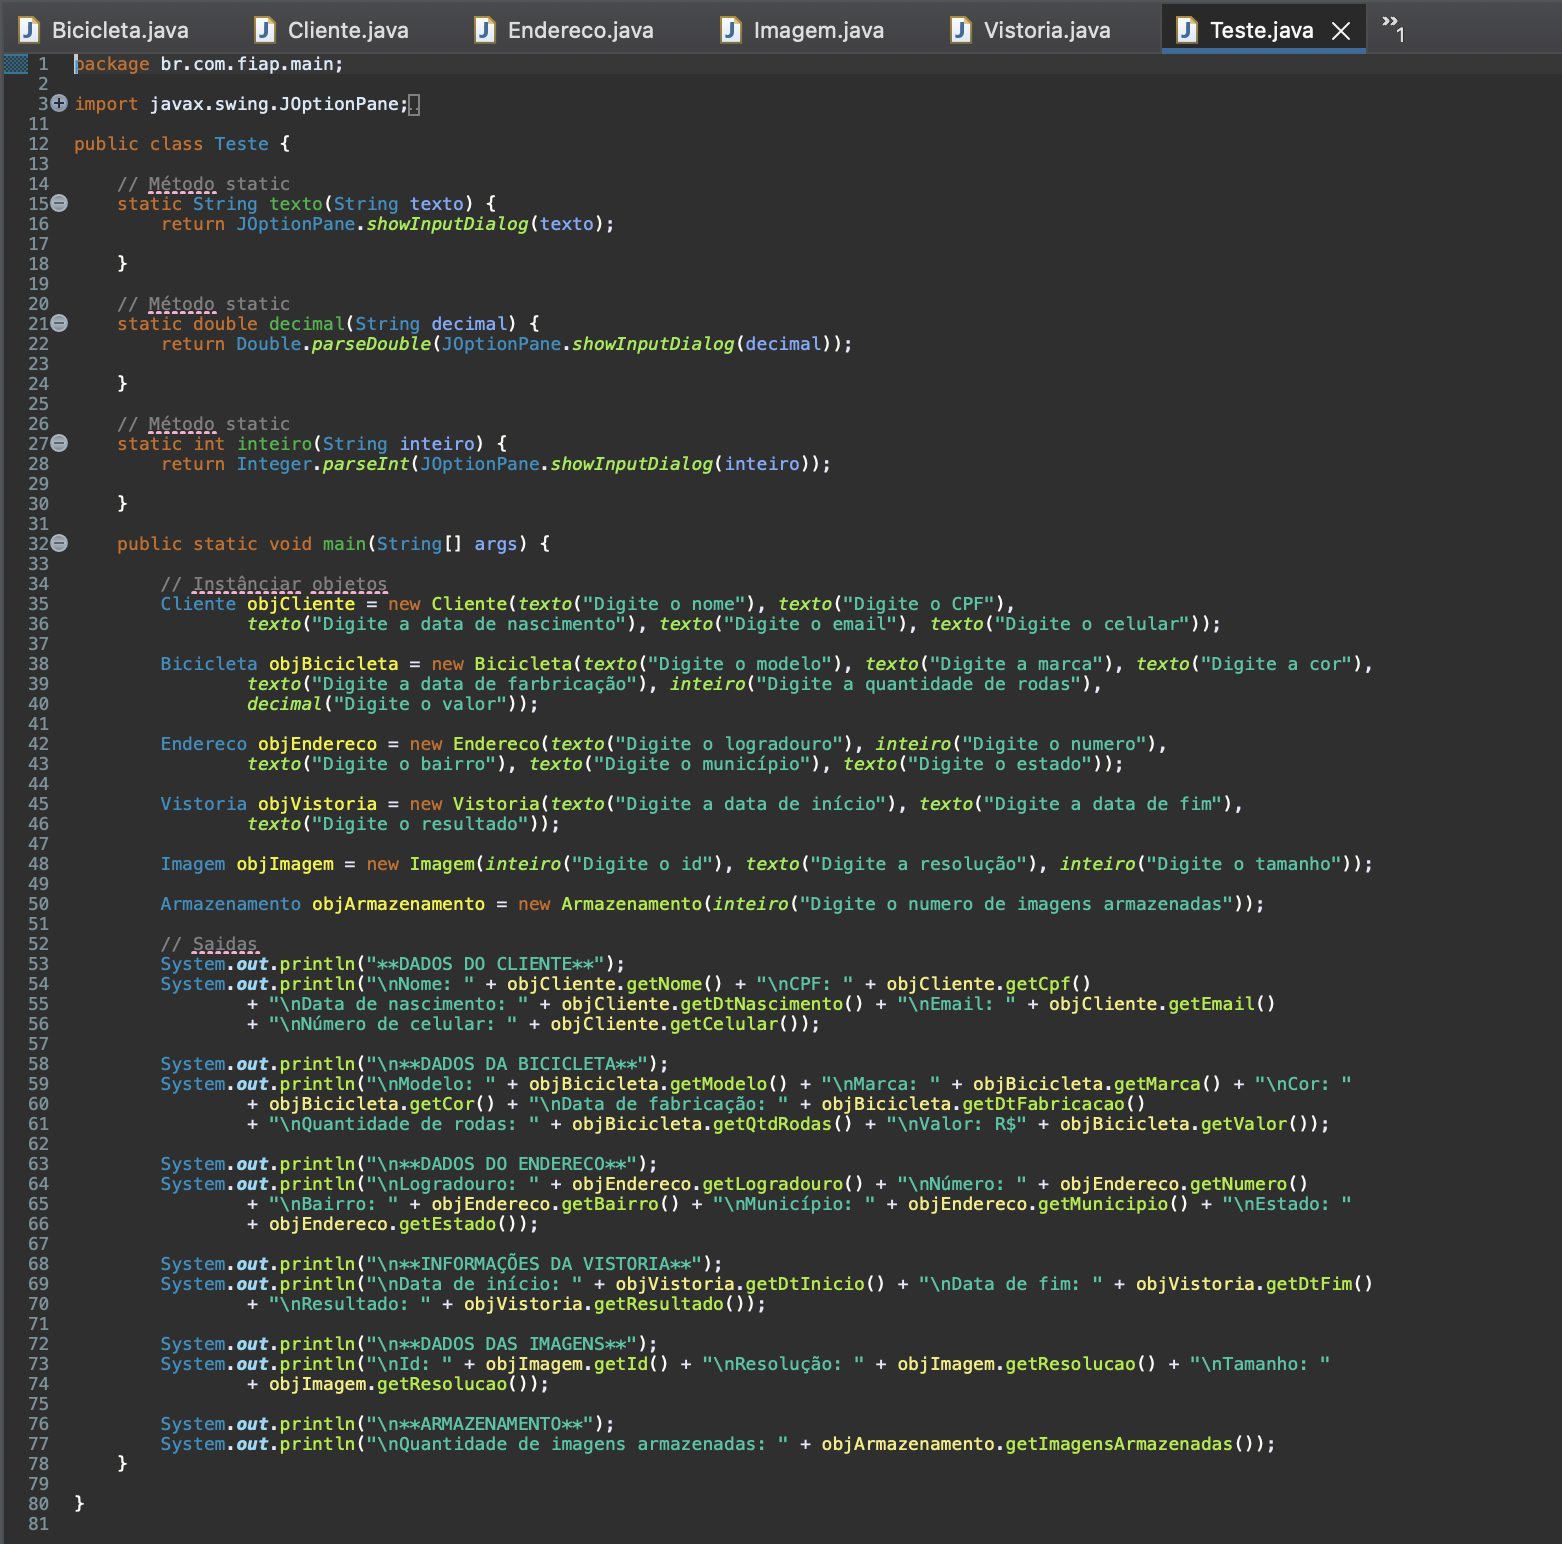 Bicicleta.java Cliente.java Endereco.java Imagem.java Vistoria.java Teste.java »1
1 package br.com.fiap.main;
2
3 import javax.swing.JOptionPane;
11
12 public class Teste {
13
14     // Método static
15     static String texto(String texto) {
16         return JOptionPane.showInputDialog(texto);
17
18     }
19
20     // Método static
21     static double decimal(String decimal) {
22         return Double.parseDouble(JOptionPane.showInputDialog(decimal));
23
24     }
25
26     // Método static
27     static int inteiro(String inteiro) {
28         return Integer.parseInt(JOptionPane.showInputDialog(inteiro));
29
30     }
31
32     public static void main(String[] args) {
33
34         // Instânciar objetos
35         Cliente objCliente = new Cliente(texto("Digite o nome"), texto("Digite o CPF"),
36                 texto("Digite a data de nascimento"), texto("Digite o email"), texto("Digite o celular"));
37
38         Bicicleta objBicicleta = new Bicicleta(texto("Digite o modelo"), texto("Digite a marca"), texto("Digite a cor"),
39                 texto("Digite a data de farbricação"), inteiro("Digite a quantidade de rodas"),
40                 decimal("Digite o valor"));
41
42         Endereco objEndereco = new Endereco(texto("Digite o logradouro"), inteiro("Digite o numero"),
43                 texto("Digite o bairro"), texto("Digite o município"), texto("Digite o estado"));
44
45         Vistoria objVistoria = new Vistoria(texto("Digite a data de início"), texto("Digite a data de fim"),
46                 texto("Digite o resultado"));
47
48         Imagem objImagem = new Imagem(inteiro("Digite o id"), texto("Digite a resolução"), inteiro("Digite o tamanho"));
49
50         Armazenamento objArmazenamento = new Armazenamento(inteiro("Digite o numero de imagens armazenadas"));
51
52         // Saidas
53         System.out.println("**DADOS DO CLIENTE**");
54         System.out.println("\nNome: " + objCliente.getNome() + "\nCPF: " + objCliente.getCpf()
55                 + "\nData de nascimento: " + objCliente.getDtNascimento() + "\nEmail: " + objCliente.getEmail()
56                 + "\nNúmero de celular: " + objCliente.getCelular());
57
58         System.out.println("\n**DADOS DA BICICLETA**");
59         System.out.println("\nModelo: " + objBicicleta.getModelo() + "\nMarca: " + objBicicleta.getMarca() + "\nCor: "
60                 + objBicicleta.getCor() + "\nData de fabricação: " + objBicicleta.getDtFabricacao()
61                 + "\nQuantidade de rodas: " + objBicicleta.getQtdRodas() + "\nValor: R$" + objBicicleta.getValor());
62
63         System.out.println("\n**DADOS DO ENDERECO**");
64         System.out.println("\nLogradouro: " + objEndereco.getLogradouro() + "\nNúmero: " + objEndereco.getNumero()
65                 + "\nBairro: " + objEndereco.getBairro() + "\nMunicípio: " + objEndereco.getMunicipio() + "\nEstado: "
66                 + objEndereco.getEstado());
67
68         System.out.println("\n**INFORMAÇÕES DA VISTORIA**");
69         System.out.println("\nData de início: " + objVistoria.getDtInicio() + "\nData de fim: " + objVistoria.getDtFim()
70                 + "\nResultado: " + objVistoria.getResultado());
71
72         System.out.println("\n**DADOS DAS IMAGENS**");
73         System.out.println("\nId: " + objImagem.getId() + "\nResolução: " + objImagem.getResolucao() + "\nTamanho: "
74                 + objImagem.getResolucao());
75
76         System.out.println("\n**ARMAZENAMENTO**");
77         System.out.println("\nQuantidade de imagens armazenadas: " + objArmazenamento.getImagensArmazenadas());
78     }
79
80 }
81